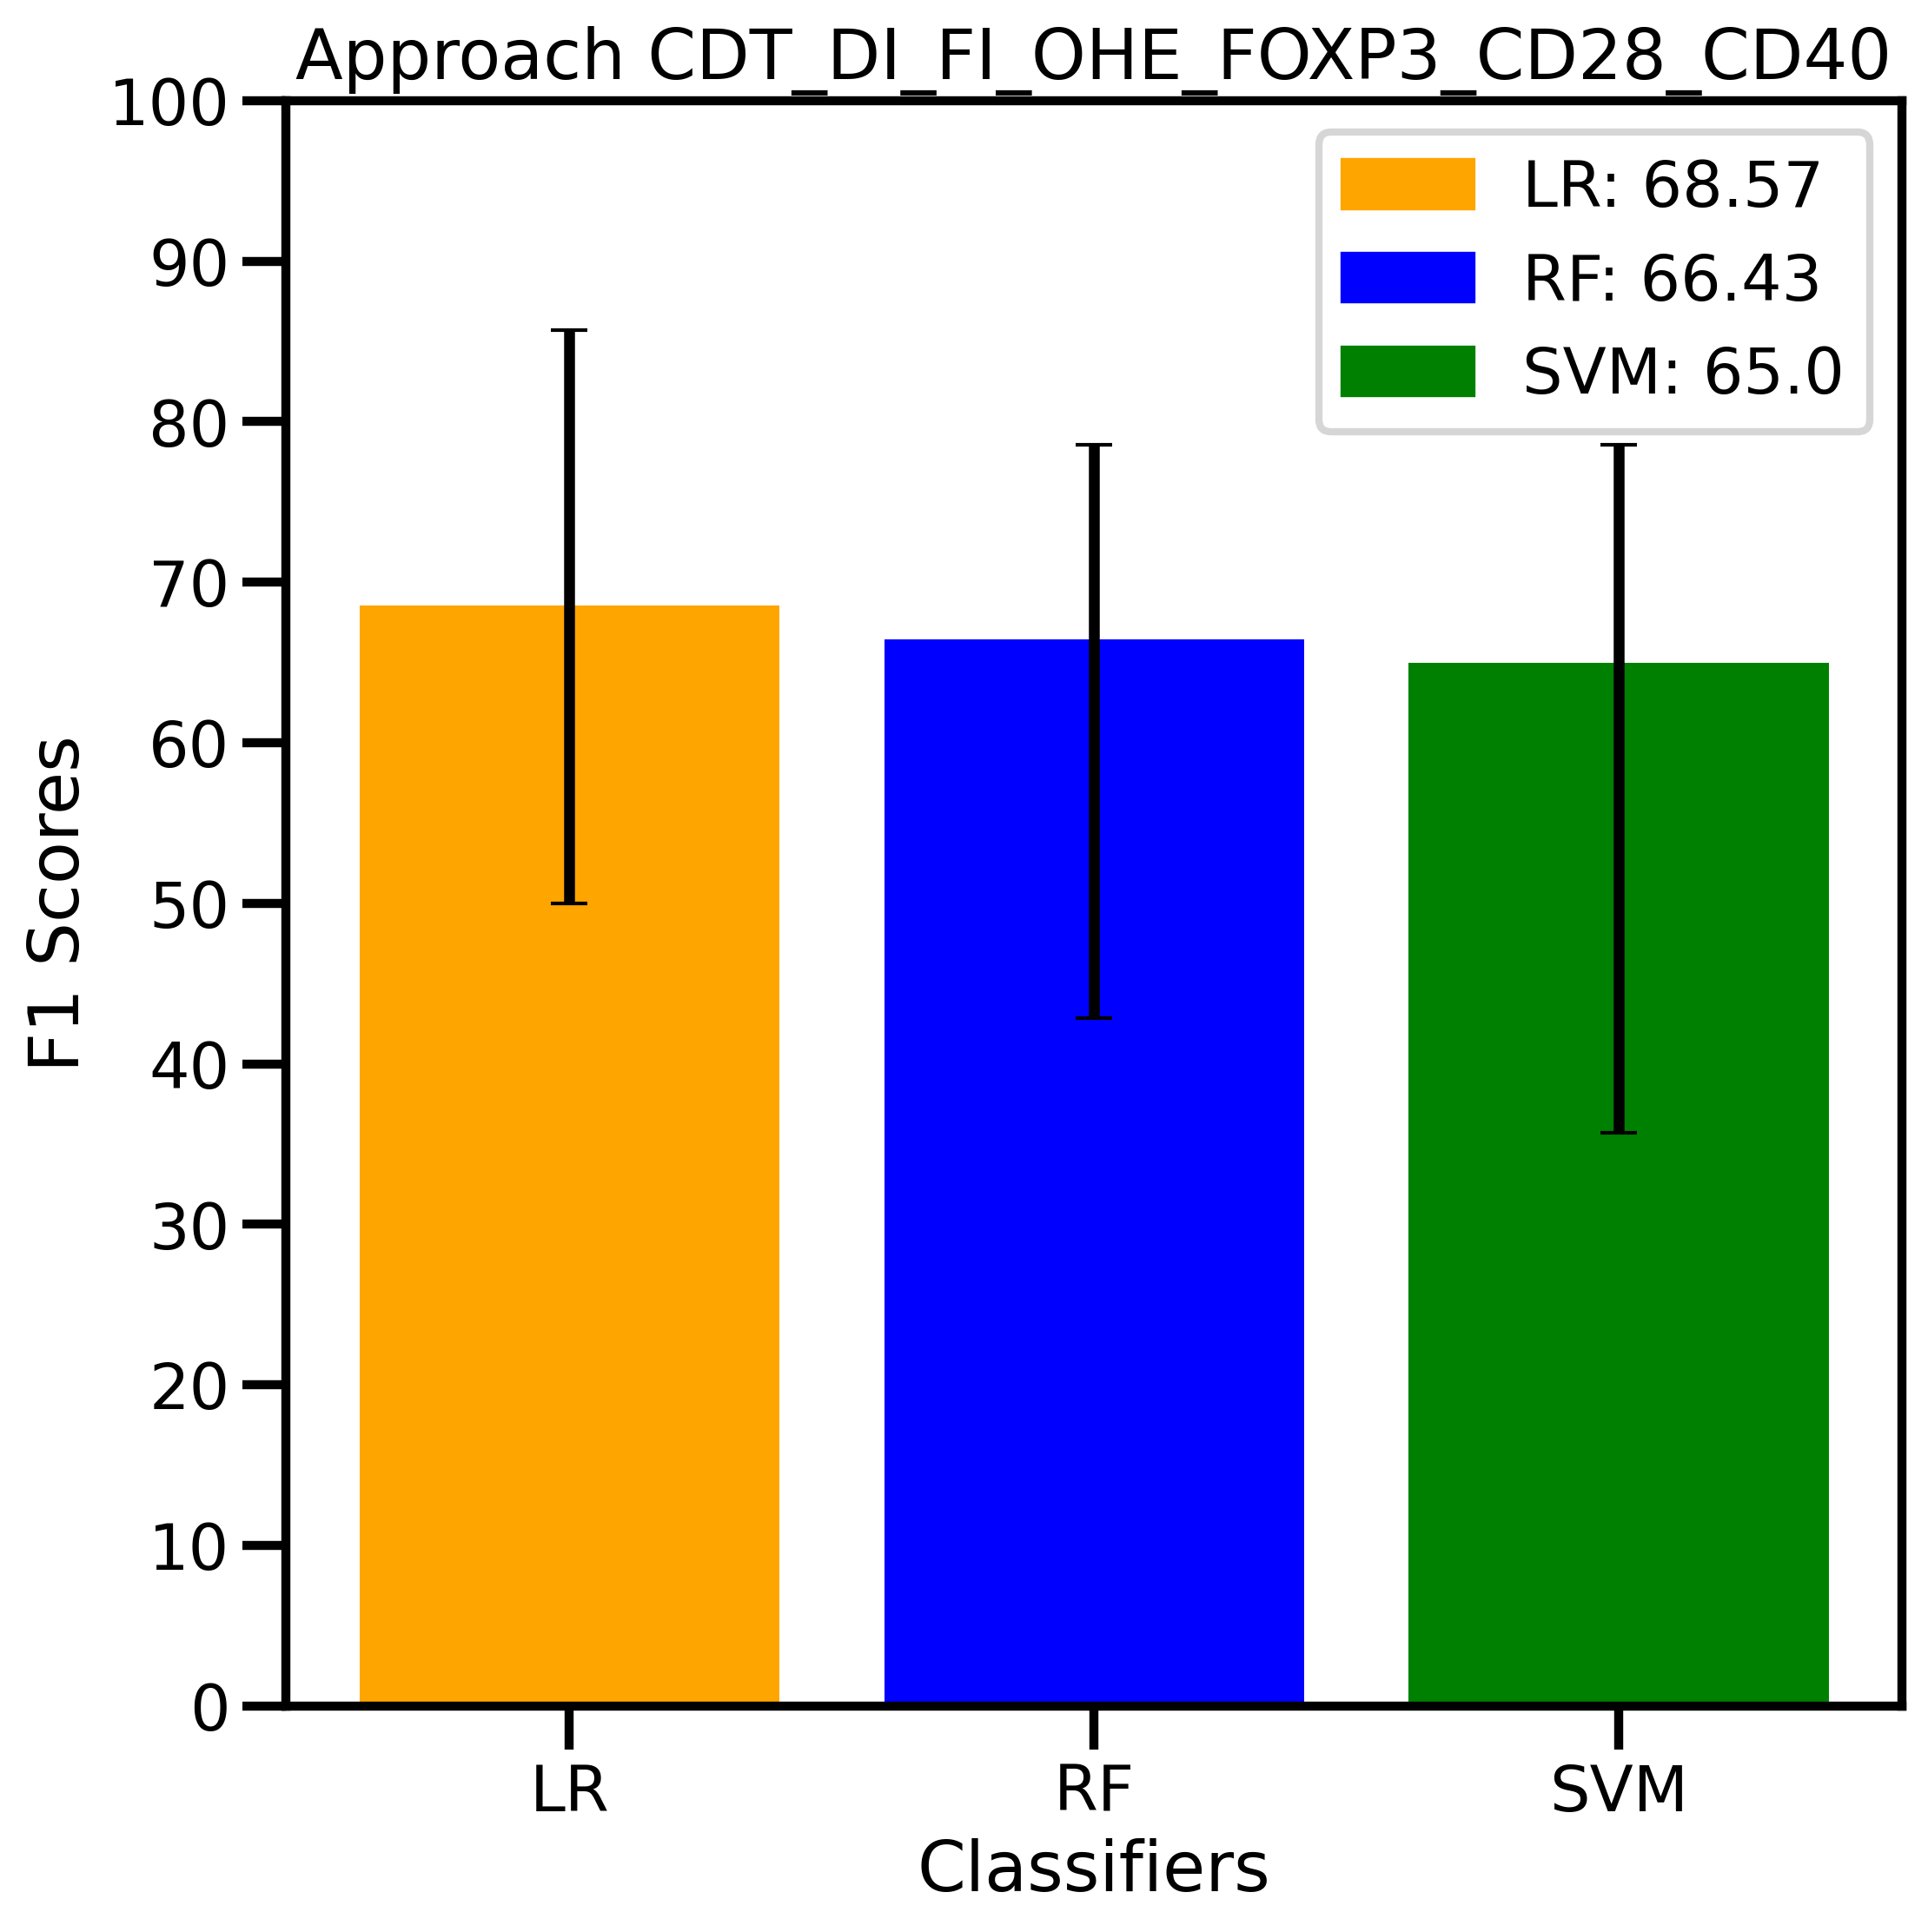 Approach CDT_DI_FI_OHE_FOXP3_CD28_CD40
100
90
80
70
60
50
40
30
20
10
0
F1 Scores
LR: 68.57
RF: 66.43
SVM: 65.0
LR
RF
SVM
Classifiers